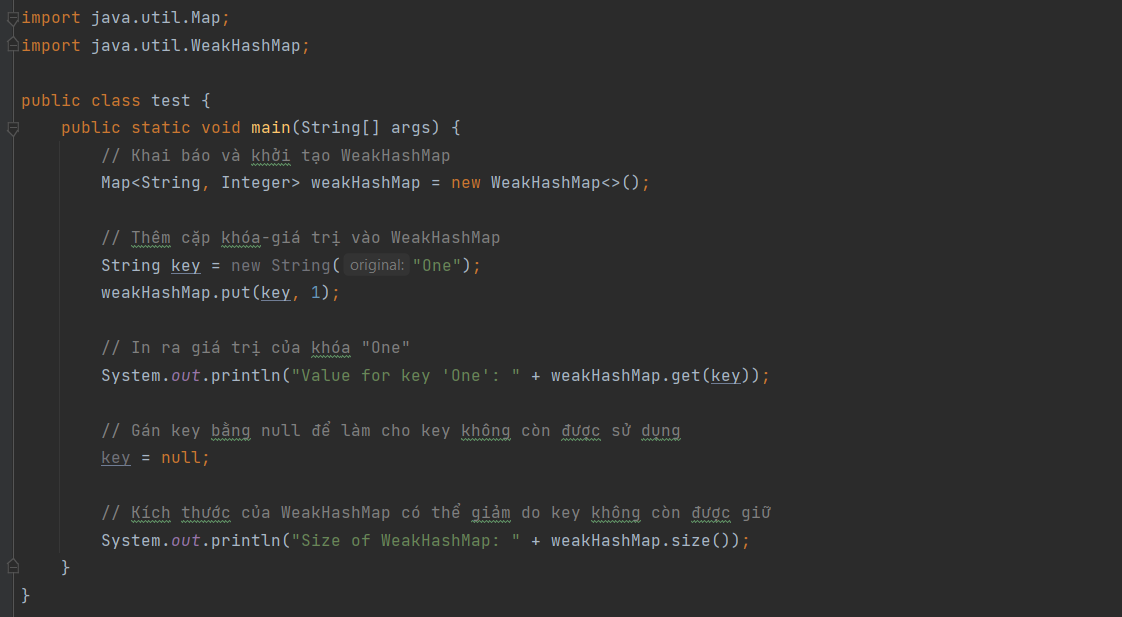 import java.util.Map;
import java.util.WeakHashMap;
public class test {
public static void main(String[] args) {
// Khai báo và khởi tạo WeakHashMap
Map<String, Integer> weakHashMap = new WeakHashMap<>();
// Thêm cặp khóa-giá trị vào WeakHashMap
String key = new String( original: "One");
weakHashMap.put(key, 1);
// In ra giá trị của khóa "One"
System.out.println("Value for key 'One': " + weakHashMap.get(key));
// Gán key bằng null để làm cho key không còn được sử dụng
key = null;
// Kích thước của WeakHashMap có thể giảm do key không còn được giữ
System.out.println("Size of WeakHashMap: " + weakHashMap.size());
}
}